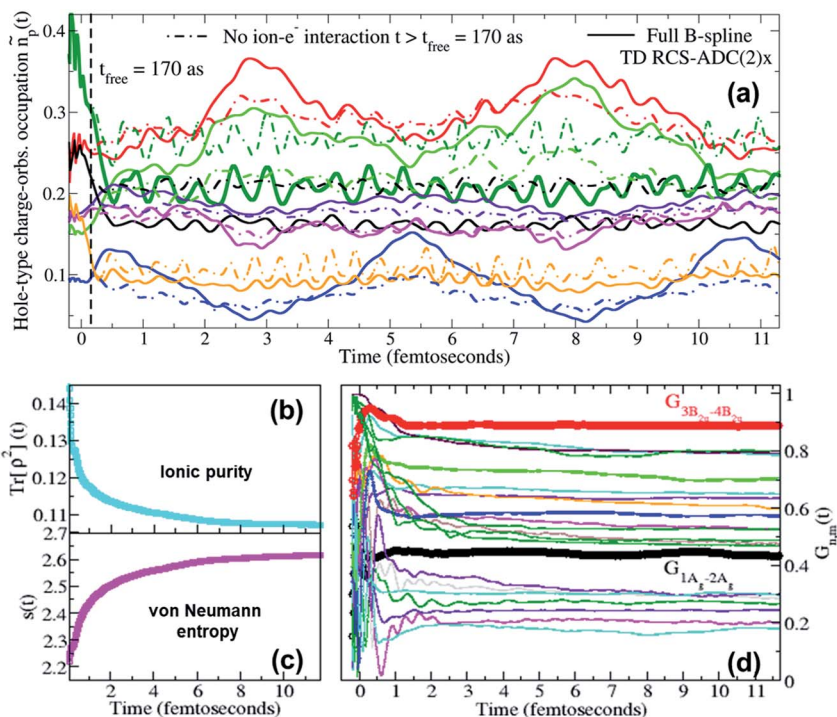 Hole-type charge-orbs. occupation ñₚ(t)
0.4
0.3
0.2
0.1
No ion-e⁻ interaction t > t_free = 170 as
Full B-spline
TD RCS-ADC(2)x
t_free = 170 as
(a)
0 1 2 3 4 5 6 7 8 9 10 11
Time (femtoseconds)
Tr[ρ²](t)
0.14
0.13
0.12
0.11
(b)
Ionic purity
s(t)
2.7
2.6
2.5
2.4
2.3
2.2
von Neumann
entropy
(c)
2 4 6 8 10
Time (femtoseconds)
G_3B₂g-4B₂g
G_1Ag-2Ag
(d)
1
0.8
0.6
0.4
0.2
0
G_n,m(t)
0 1 2 3 4 5 6 7 8 9 10 11
Time (femtoseconds)